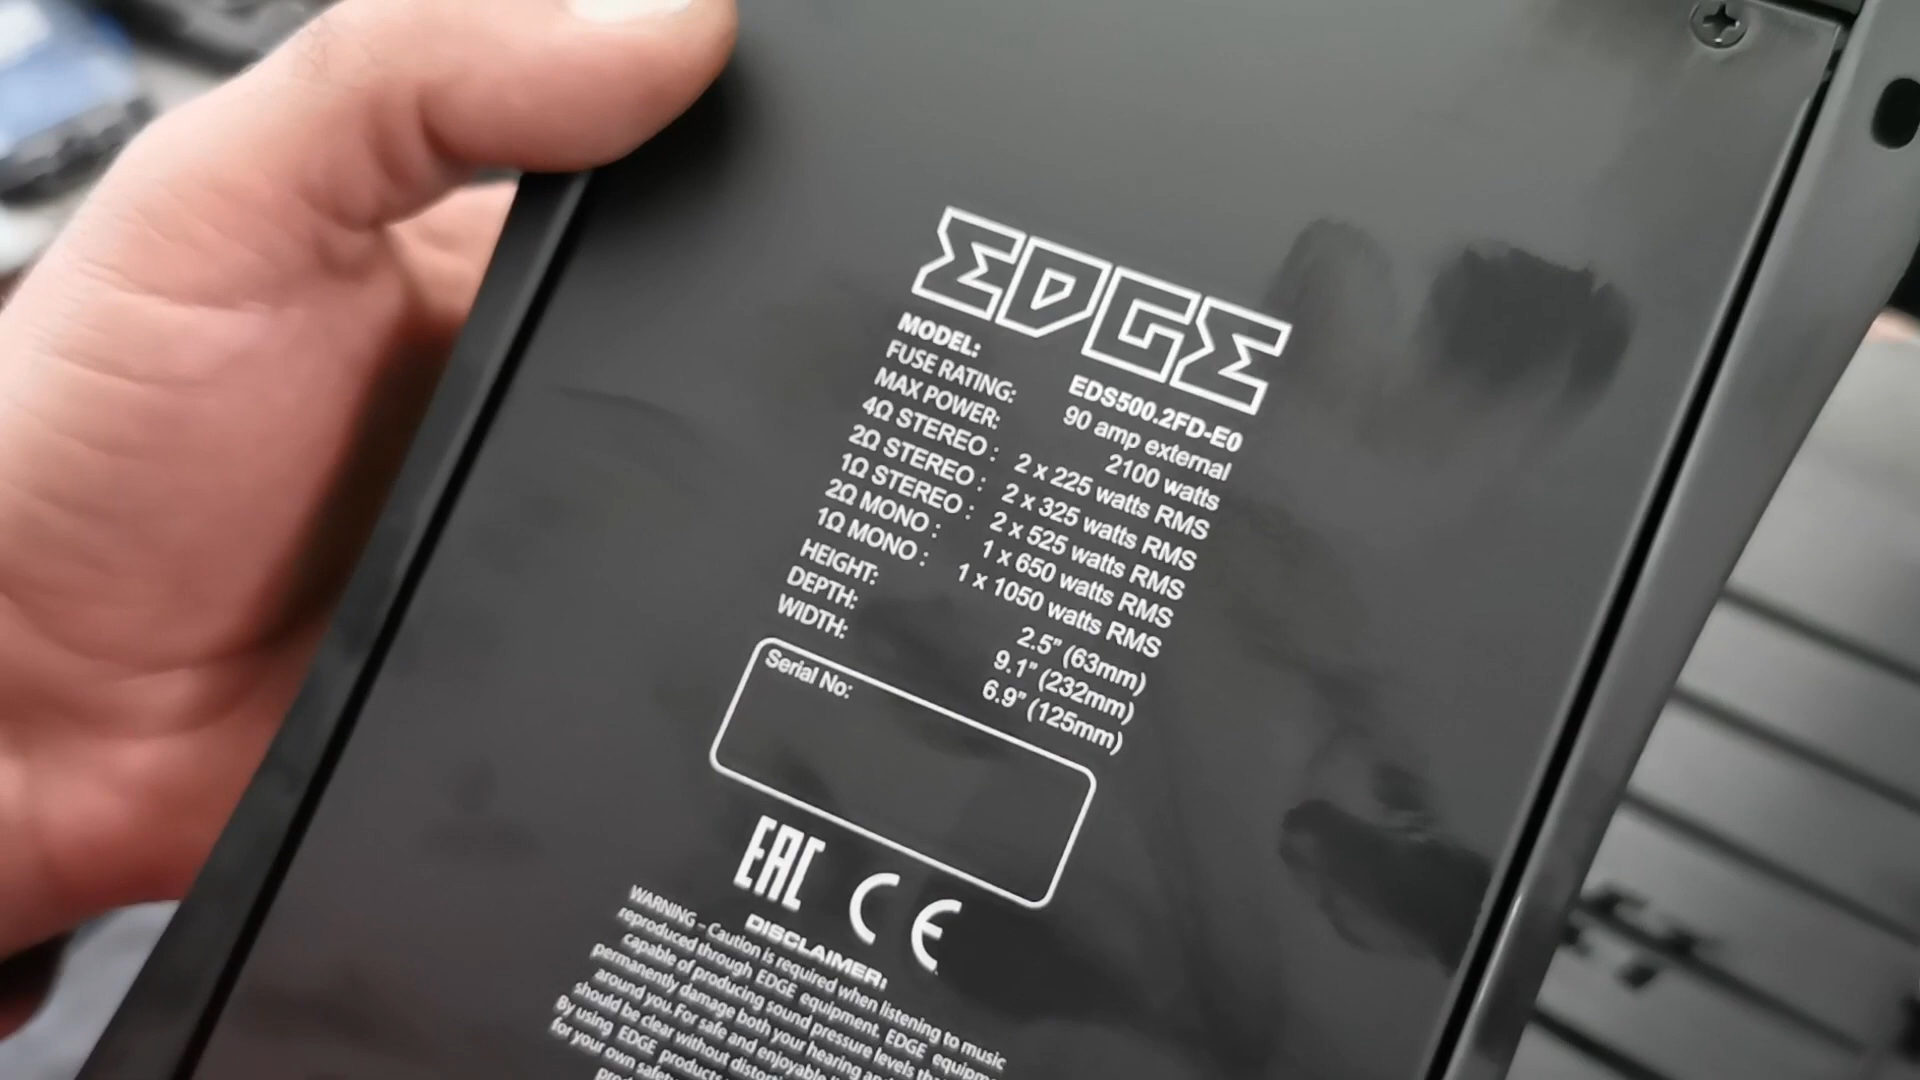 EDGE
MODEL: EDS500.2FD-E0
FUSE RATING: 90 amp external
MAX POWER: 2100 watts
4Ω STEREO : 2 x 225 watts RMS
2Ω STEREO : 2 x 325 watts RMS
1Ω STEREO : 2 x 525 watts RMS
2Ω MONO : 1 x 650 watts RMS
1Ω MONO : 1 x 1050 watts RMS
HEIGHT: 2.5" (63mm)
DEPTH: 9.1" (232mm)
WIDTH: 6.9" (125mm)
Serial No:
EAC CE
DISCLAIMER:
WARNING – Caution is required when listening to music
reproduced through EDGE equipment. EDGE
capable of producing sound pressure levels
permanently damage both your hearing
around you. For safe and enjoyable
should be clear without
By using EDGE products
for your own